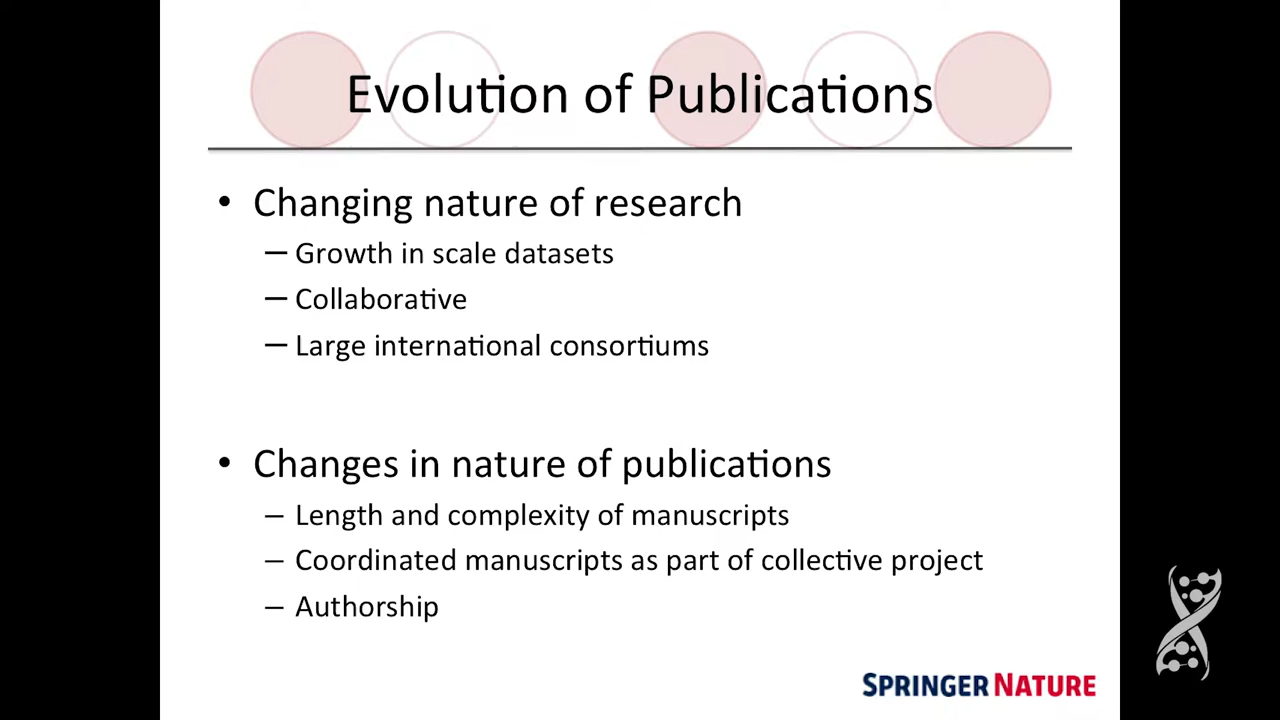 Evolution of Publications
• Changing nature of research
– Growth in scale datasets
– Collaborative
– Large international consortiums
• Changes in nature of publications
– Length and complexity of manuscripts
– Coordinated manuscripts as part of collective project
– Authorship
SPRINGER NATURE